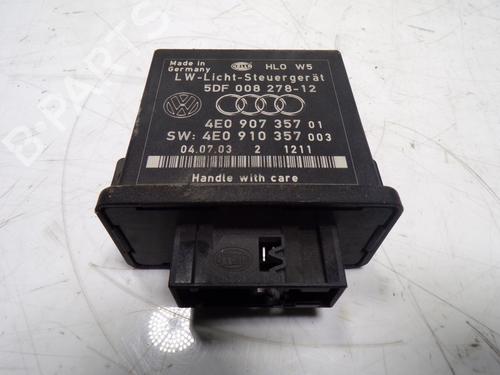 Made in
Germany
HELLA
HLO W5
LW-Licht-Steuergerät
5DF 008 278-12
4E0 907 357 01
SW: 4E0 910 357 003
04.07.03 2 1211
Handle with care
B-PARTS